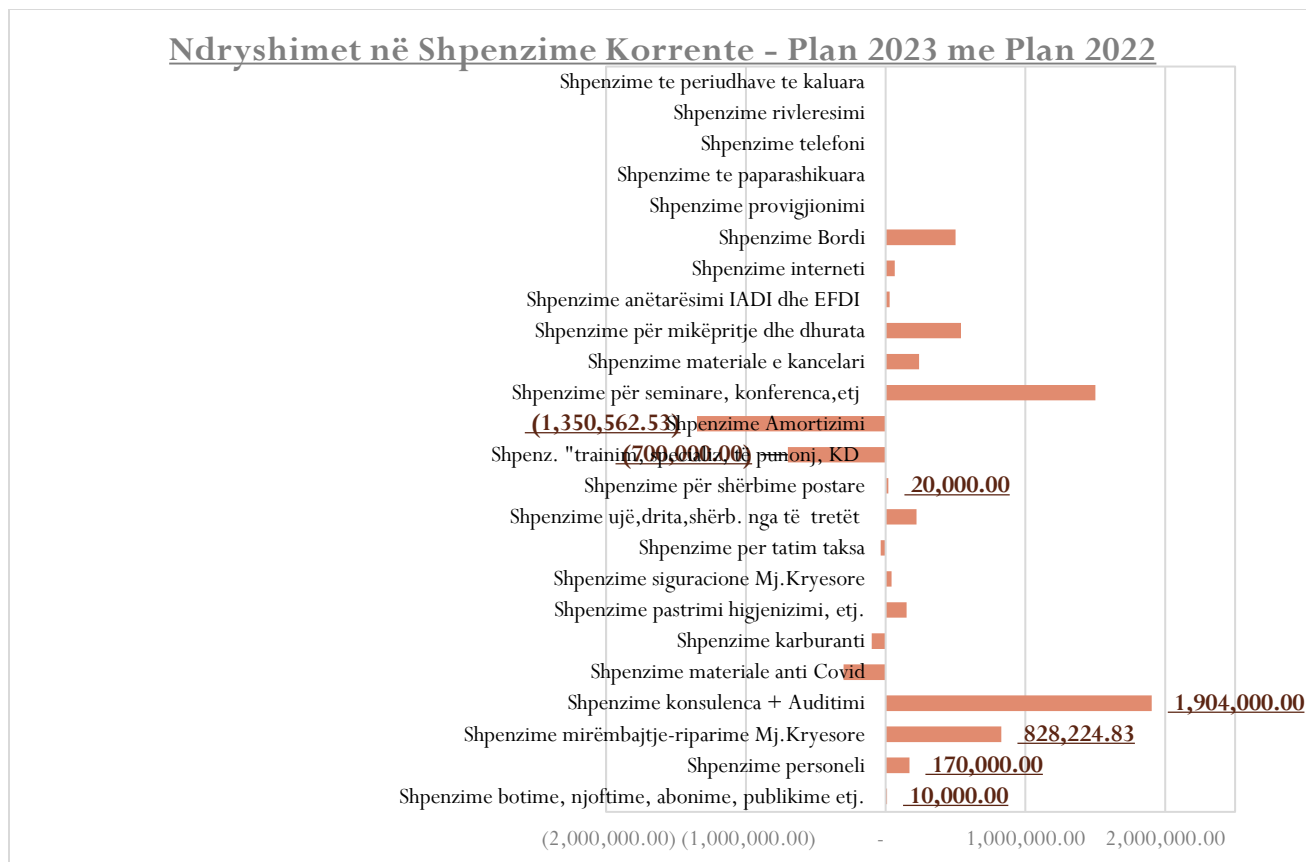 Ndryshimet në Shpenzime Korrente - Plan 2023 me Plan 2022
Shpenzime te periudhave te kaluara
Shpenzime rivleresimi
Shpenzime telefoni
Shpenzime te paparashikuara
Shpenzime provigjionimi
Shpenzime Bordi
Shpenzime interneti
Shpenzime anëtarësimi IADI dhe EFDI
Shpenzime për mikëpritje dhe dhurata
Shpenzime materiale e kancelari
Shpenzime për seminare, konferenca,etj
(1,350,562.53) Shpenzime Amortizimi
Shpenz. "trainim, specializ, të punonj, KD (700,000.00)
Shpenzime për shërbime postare 20,000.00
Shpenzime ujë,drita,shërb. nga të tretët
Shpenzime per tatim taksa
Shpenzime siguracione Mj.Kryesore
Shpenzime pastrimi higjenizimi, etj.
Shpenzime karburanti
Shpenzime materiale anti Covid
Shpenzime konsulenca + Auditimi 1,904,000.00
Shpenzime mirëmbajtje-riparime Mj.Kryesore 828,224.83
Shpenzime personeli 170,000.00
Shpenzime botime, njoftime, abonime, publikime etj. 10,000.00
(2,000,000.00) (1,000,000.00) - 1,000,000.00 2,000,000.00